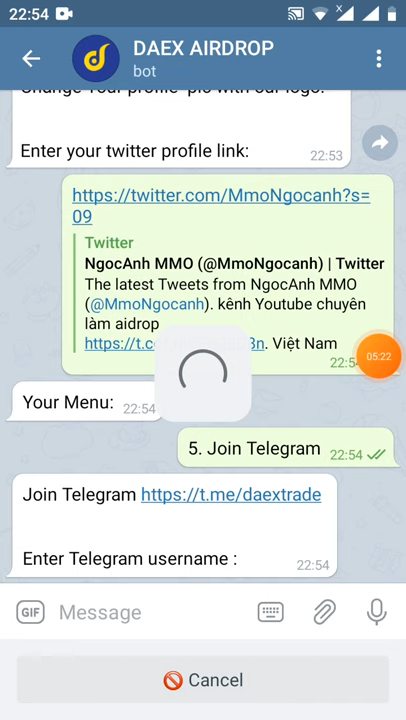 22:54
DAEX AIRDROP
bot
Change Your profile pic with our logo.
Enter your twitter profile link:
22:53
https://twitter.com/MmoNgocanh?s=
09
Twitter
NgocAnh MMO (@MmoNgocanh) | Twitter
The latest Tweets from NgocAnh MMO
(@MmoNgocanh). kênh Youtube chuyên
làm aidrop
Việt Nam
05:22
Your Menu:
22:54
5. Join Telegram
22:54
Join Telegram https://t.me/daextrade
Enter Telegram username :
22:54
GIF
Message
Cancel